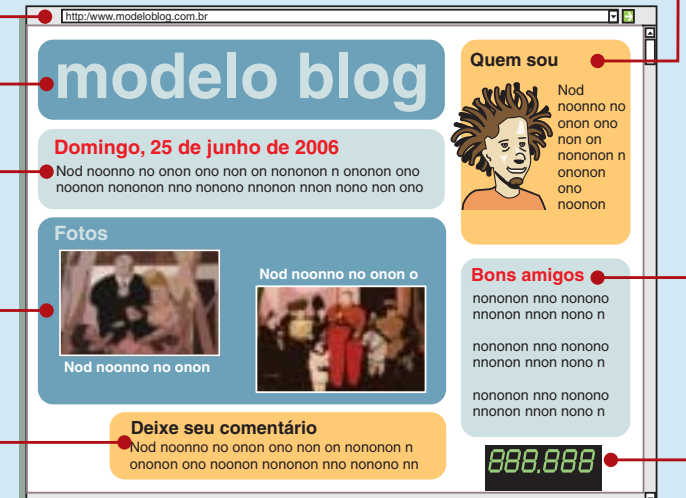 http:/www.modeloblog.com.br
modelo blog
Domingo, 25 de junho de 2006
Nod noonno no onon ono non on nononon n ononon ono
noonon nononon nno nonono nnonon nnon nono non ono
Fotos
Nod noonno no onon
Nod noonno no onon o
Deixe seu comentário
Nod noonno no onon ono non on nononon n
ononon ono noonon nononon nno nonono nn
Quem sou
Nod
noonno no
onon ono
non on
nononon n
ononon
ono
noonon
Bons amigos
nononon nno nonono
nnonon nnon nono n
nononon nno nonono
nnonon nnon nono n
nononon nno nonono
nnonon nnon nono n
888.888